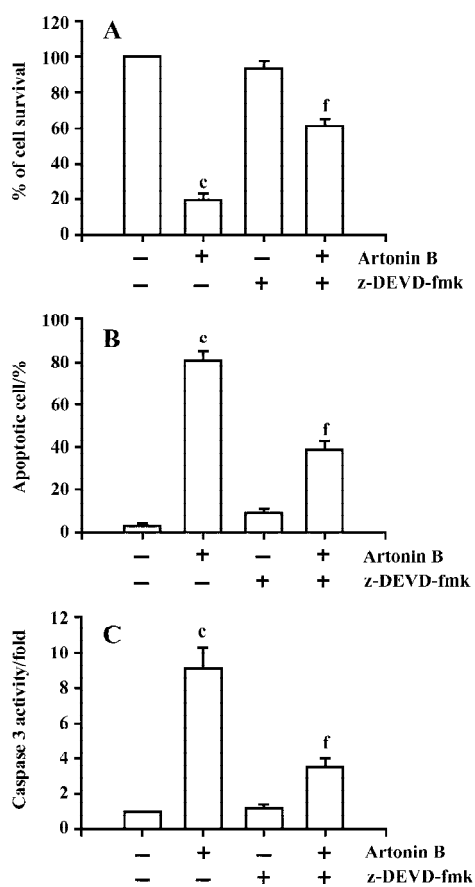 A
% of cell survival
120
100
80
60
40
20
0
c
f
− + − + Artonin B
− − + + z-DEVD-fmk
B
Apoptotic cell/%
100
80
60
40
20
0
c
f
− + − + Artonin B
− − + + z-DEVD-fmk
C
Caspase 3 activity/fold
12
10
8
6
4
2
0
c
f
− + − + Artonin B
− − + + z-DEVD-fmk